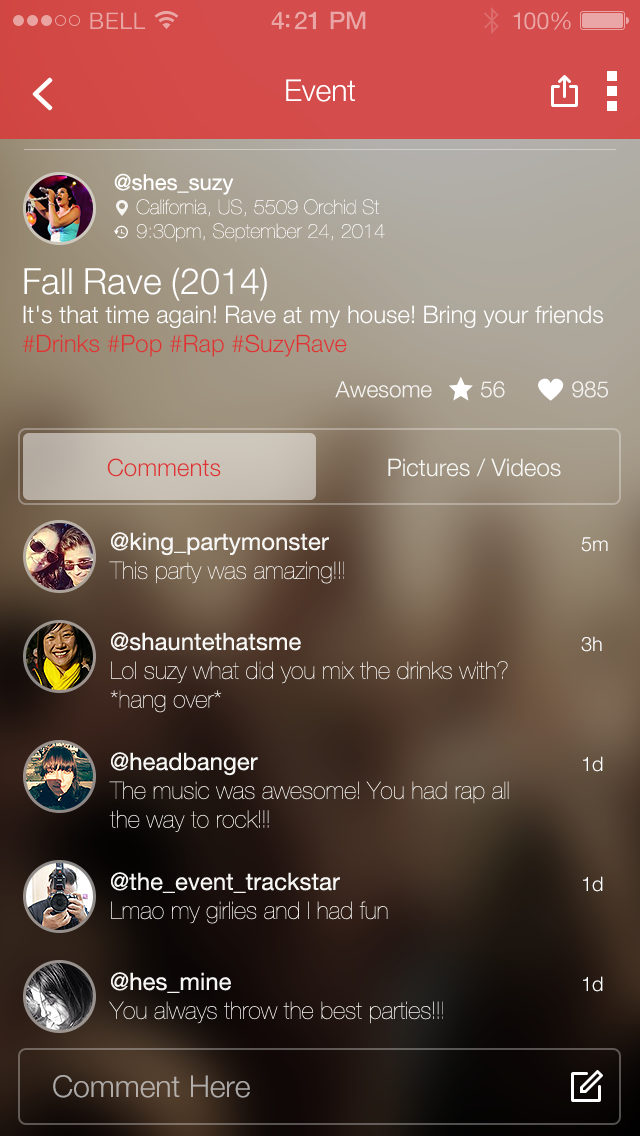 BELL 4:21 PM 100%
Event
@shes_suzy
California, US, 5509 Orchid St
9:30pm, September 24, 2014
Fall Rave (2014)
It's that time again! Rave at my house! Bring your friends
#Drinks #Pop #Rap #SuzyRave
Awesome 56 985
Comments Pictures / Videos
@king_partymonster 5m
This party was amazing!!!
@shauntethatsme 3h
Lol suzy what did you mix the drinks with?
*hang over*
@headbanger 1d
The music was awesome! You had rap all
the way to rock!!!
@the_event_trackstar 1d
Lmao my girlies and I had fun
@hes_mine 1d
You always throw the best parties!!!
Comment Here